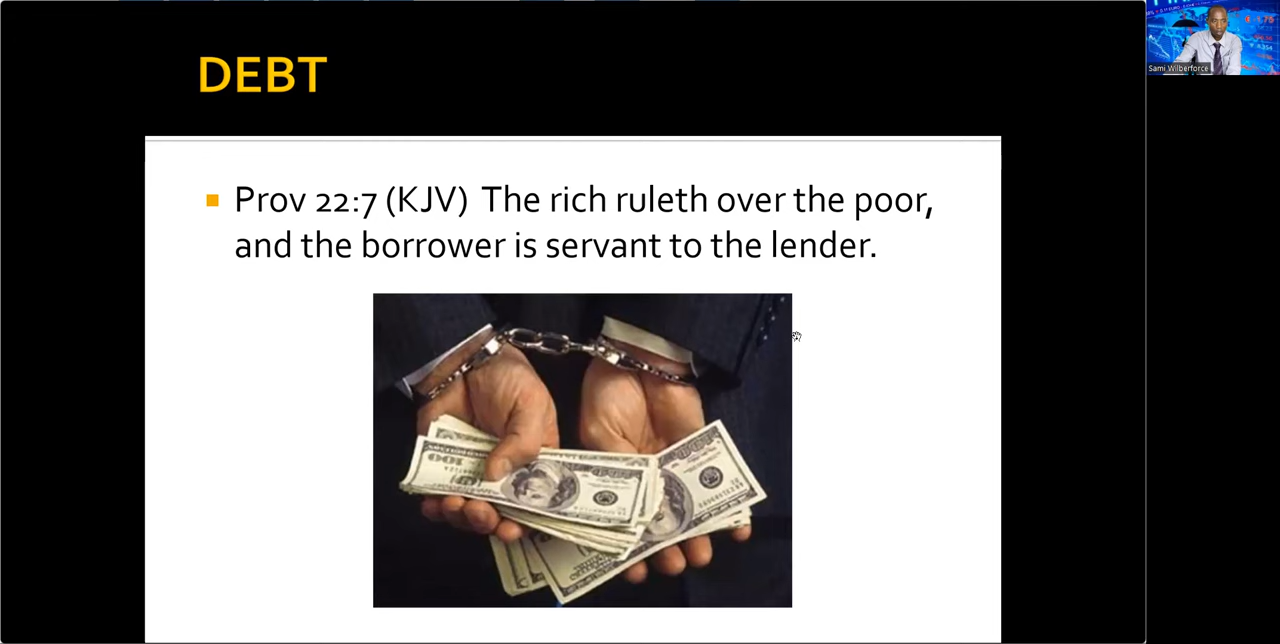 DEBT
Prov 22:7 (KJV) The rich ruleth over the poor,
and the borrower is servant to the lender.
100
Sami Wilberforce